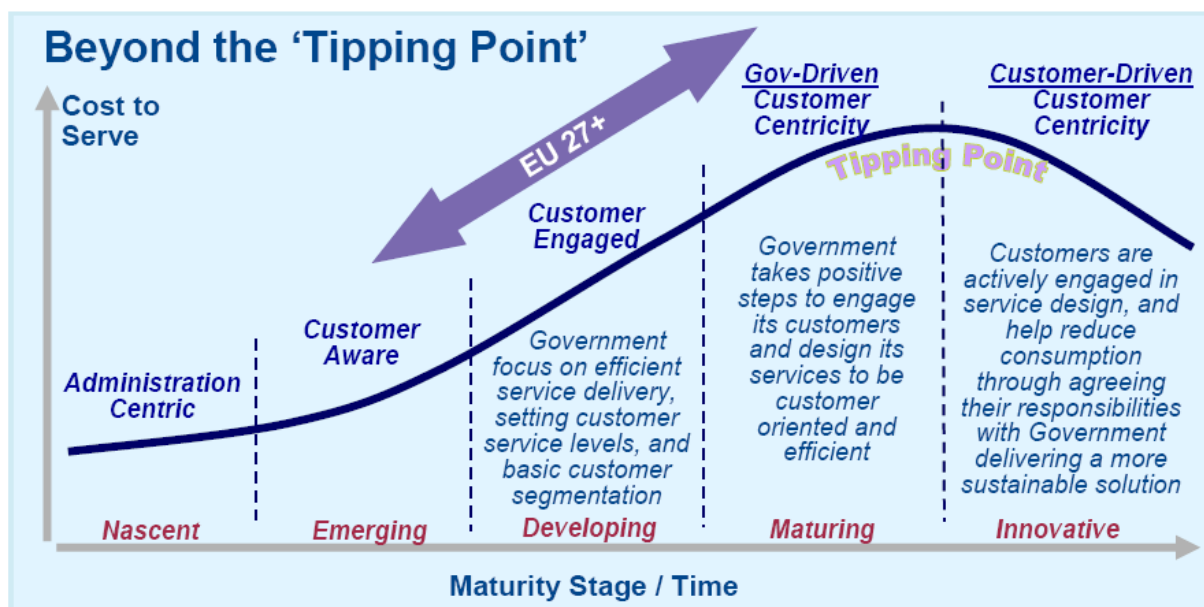 Beyond the ‘Tipping Point’
Cost to
Serve
EU 27+
Gov-Driven
Customer
Centricity
Customer-Driven
Customer
Centricity
Tipping Point
Customer
Engaged
Customer
Aware
Administration
Centric
Government
focus on efficient
service delivery,
setting customer
service levels, and
basic customer
segmentation
Government
takes positive
steps to engage
its customers
and design its
services to be
customer
oriented and
efficient
Customers are
actively engaged in
service design, and
help reduce
consumption
through agreeing
their responsibilities
with Government
delivering a more
sustainable solution
Nascent
Emerging
Developing
Maturing
Innovative
Maturity Stage / Time